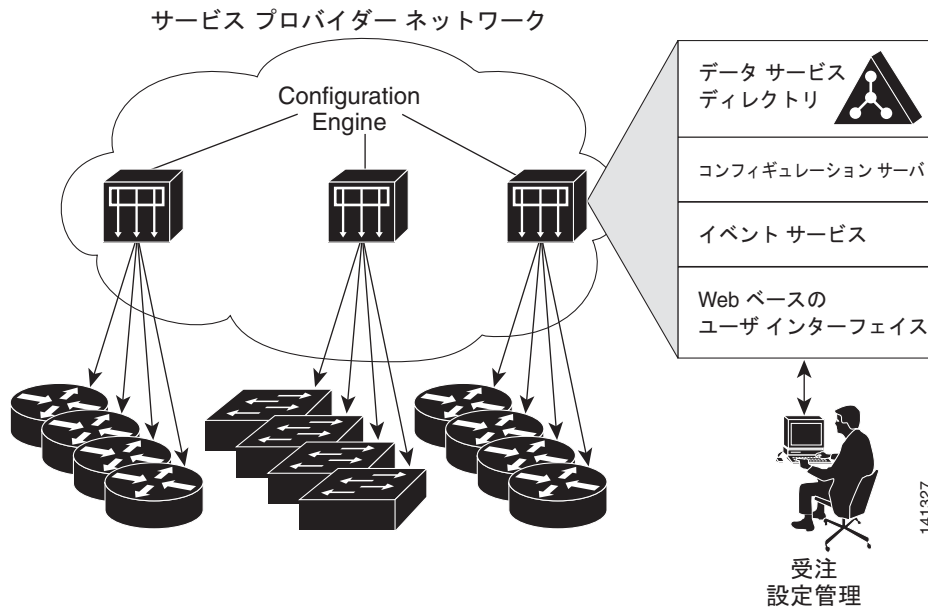 サービス プロバイダー ネットワーク
Configuration
Engine
データ サービス
ディレクトリ
コンフィギュレーション サーバ
イベント サービス
Web ベースの
ユーザ インターフェイス
受注
設定管理
141327